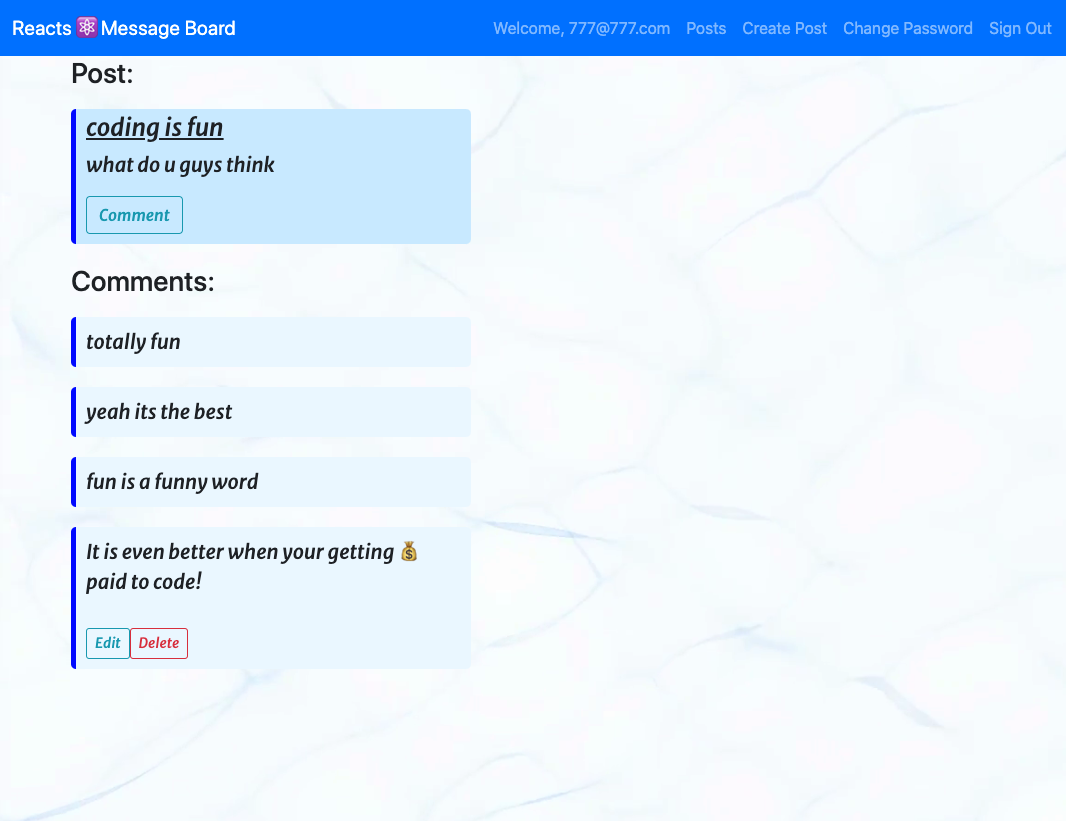 Reacts ⚛️ Message Board
Welcome, 777@777.com Posts Create Post Change Password Sign Out
Post:
coding is fun
what do u guys think
Comment
Comments:
totally fun
yeah its the best
fun is a funny word
It is even better when your getting 💰
paid to code!
Edit Delete